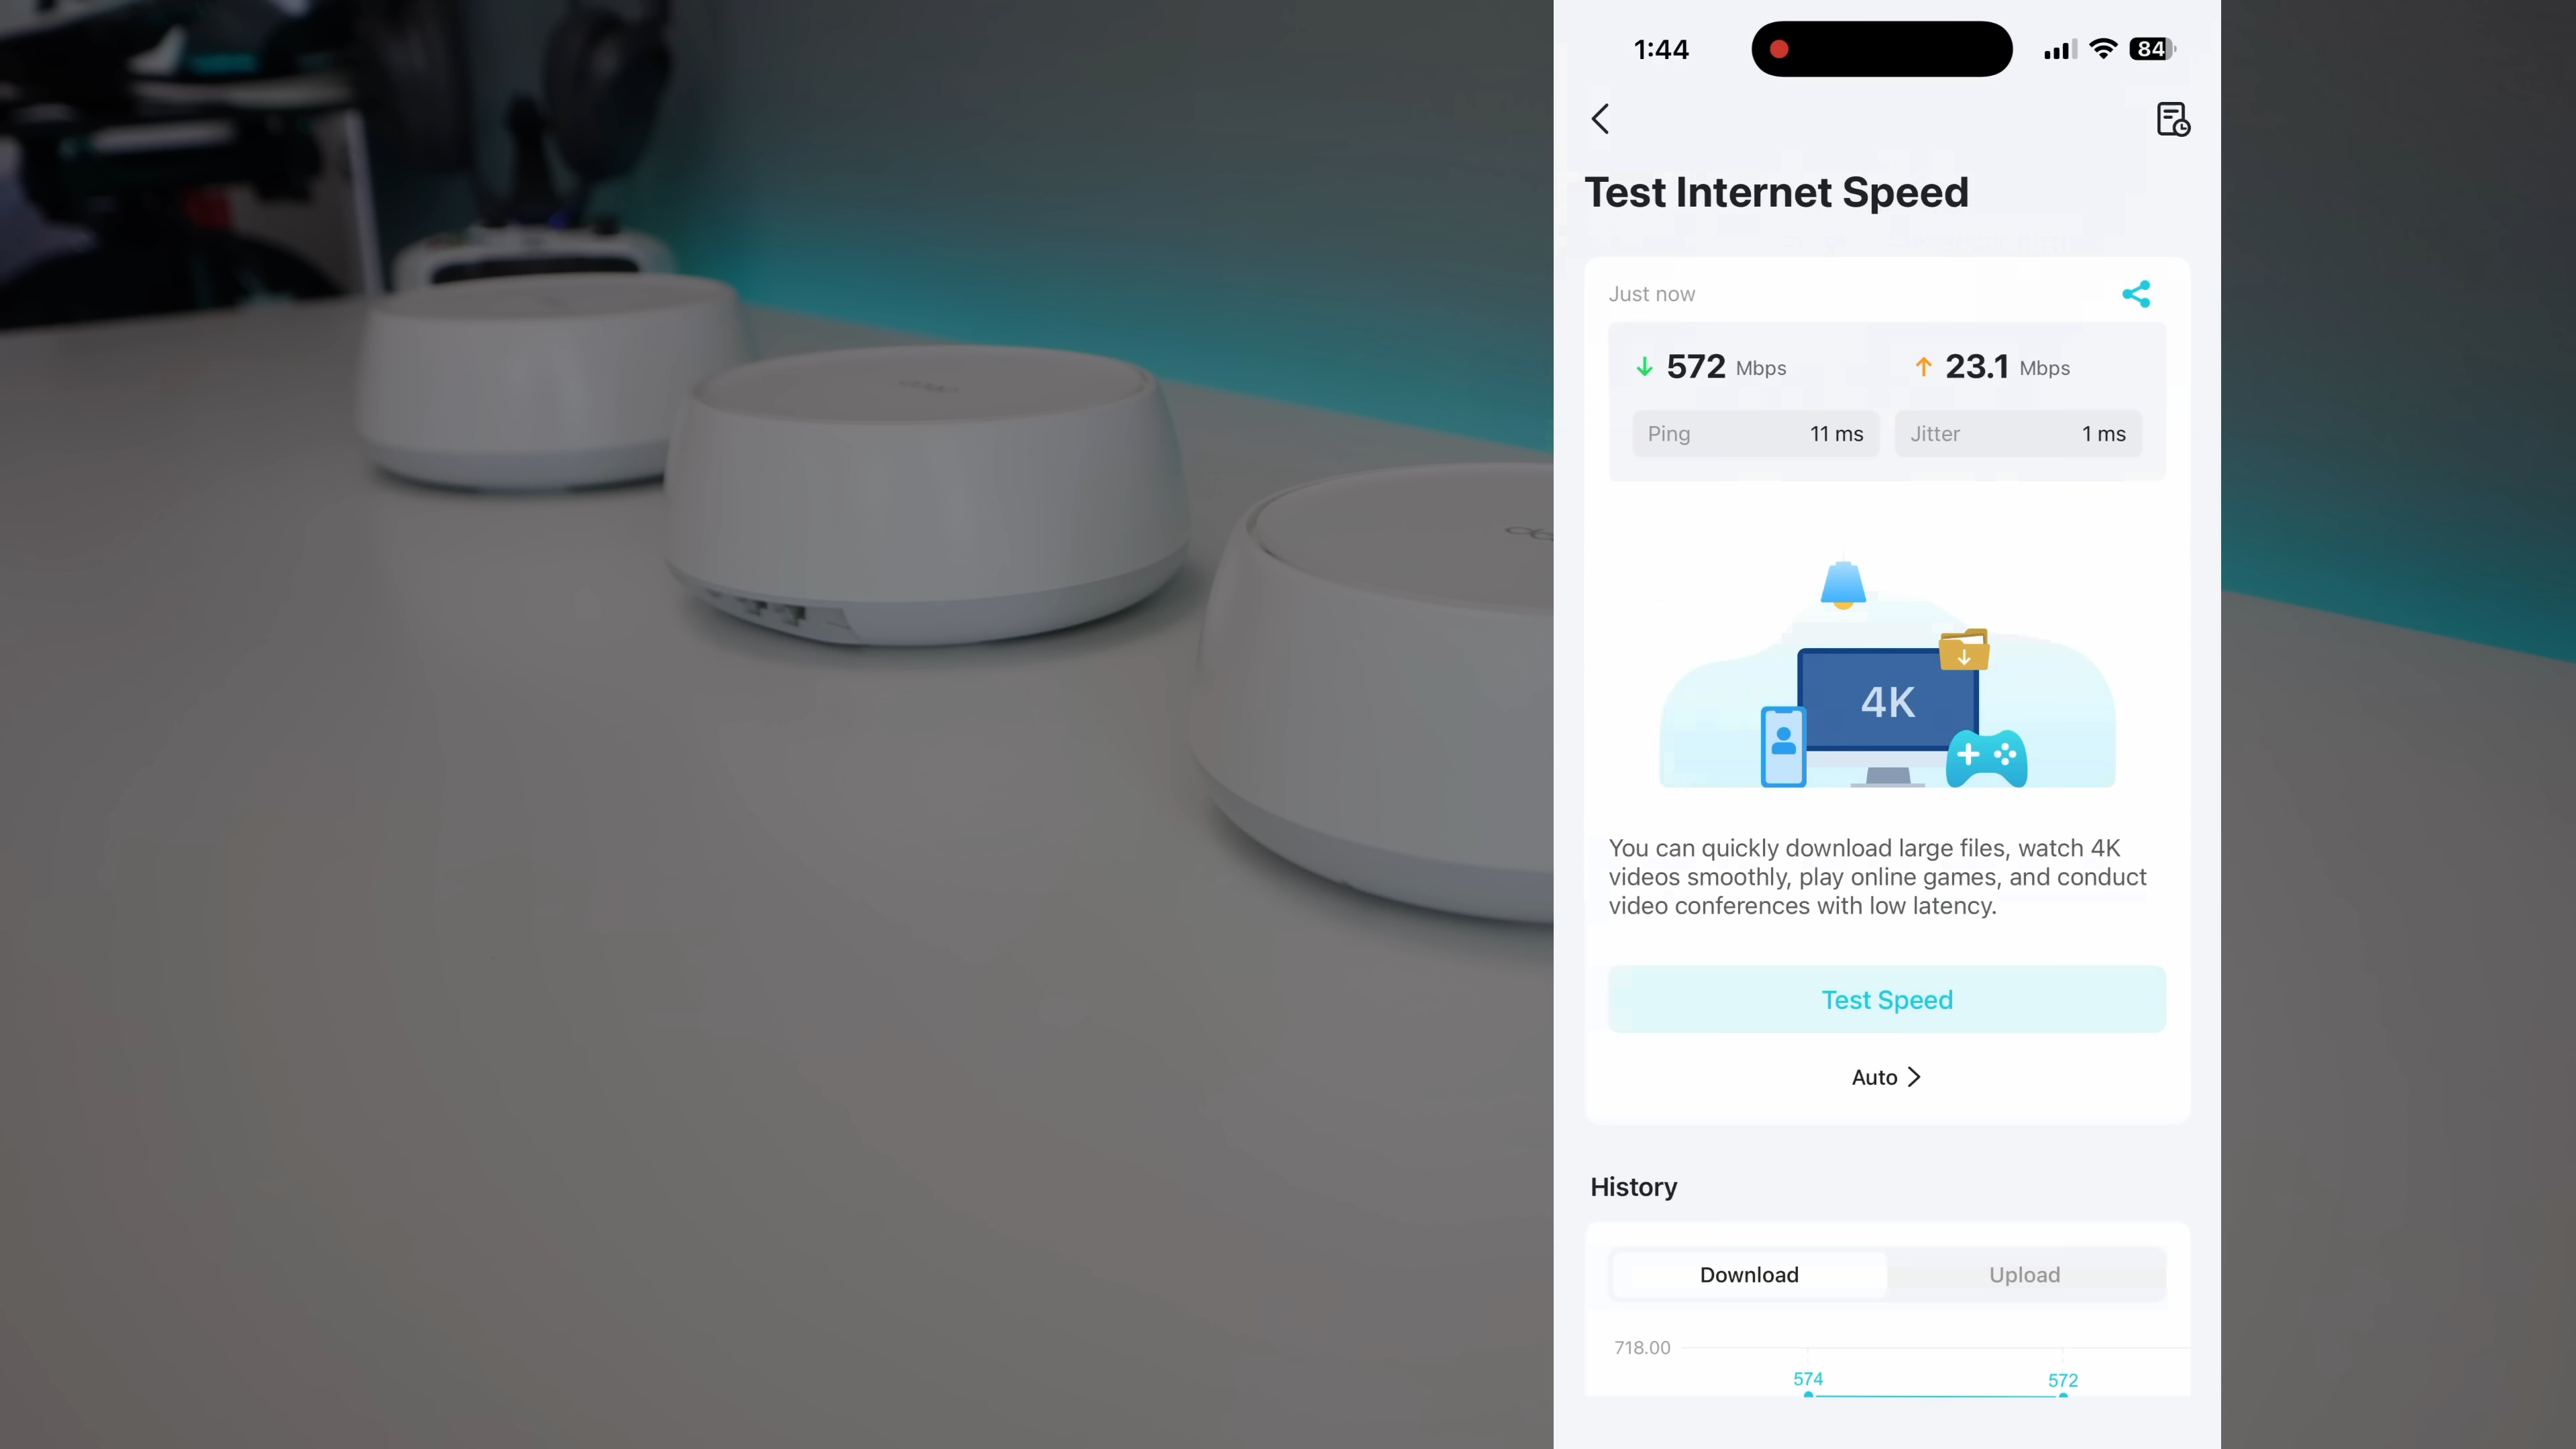 1:44
84
Test Internet Speed
Just now
572 Mbps 23.1 Mbps
Ping 11 ms Jitter 1 ms
4K
You can quickly download large files, watch 4K
videos smoothly, play online games, and conduct
video conferences with low latency.
Test Speed
Auto
History
Download Upload
718.00
574 572